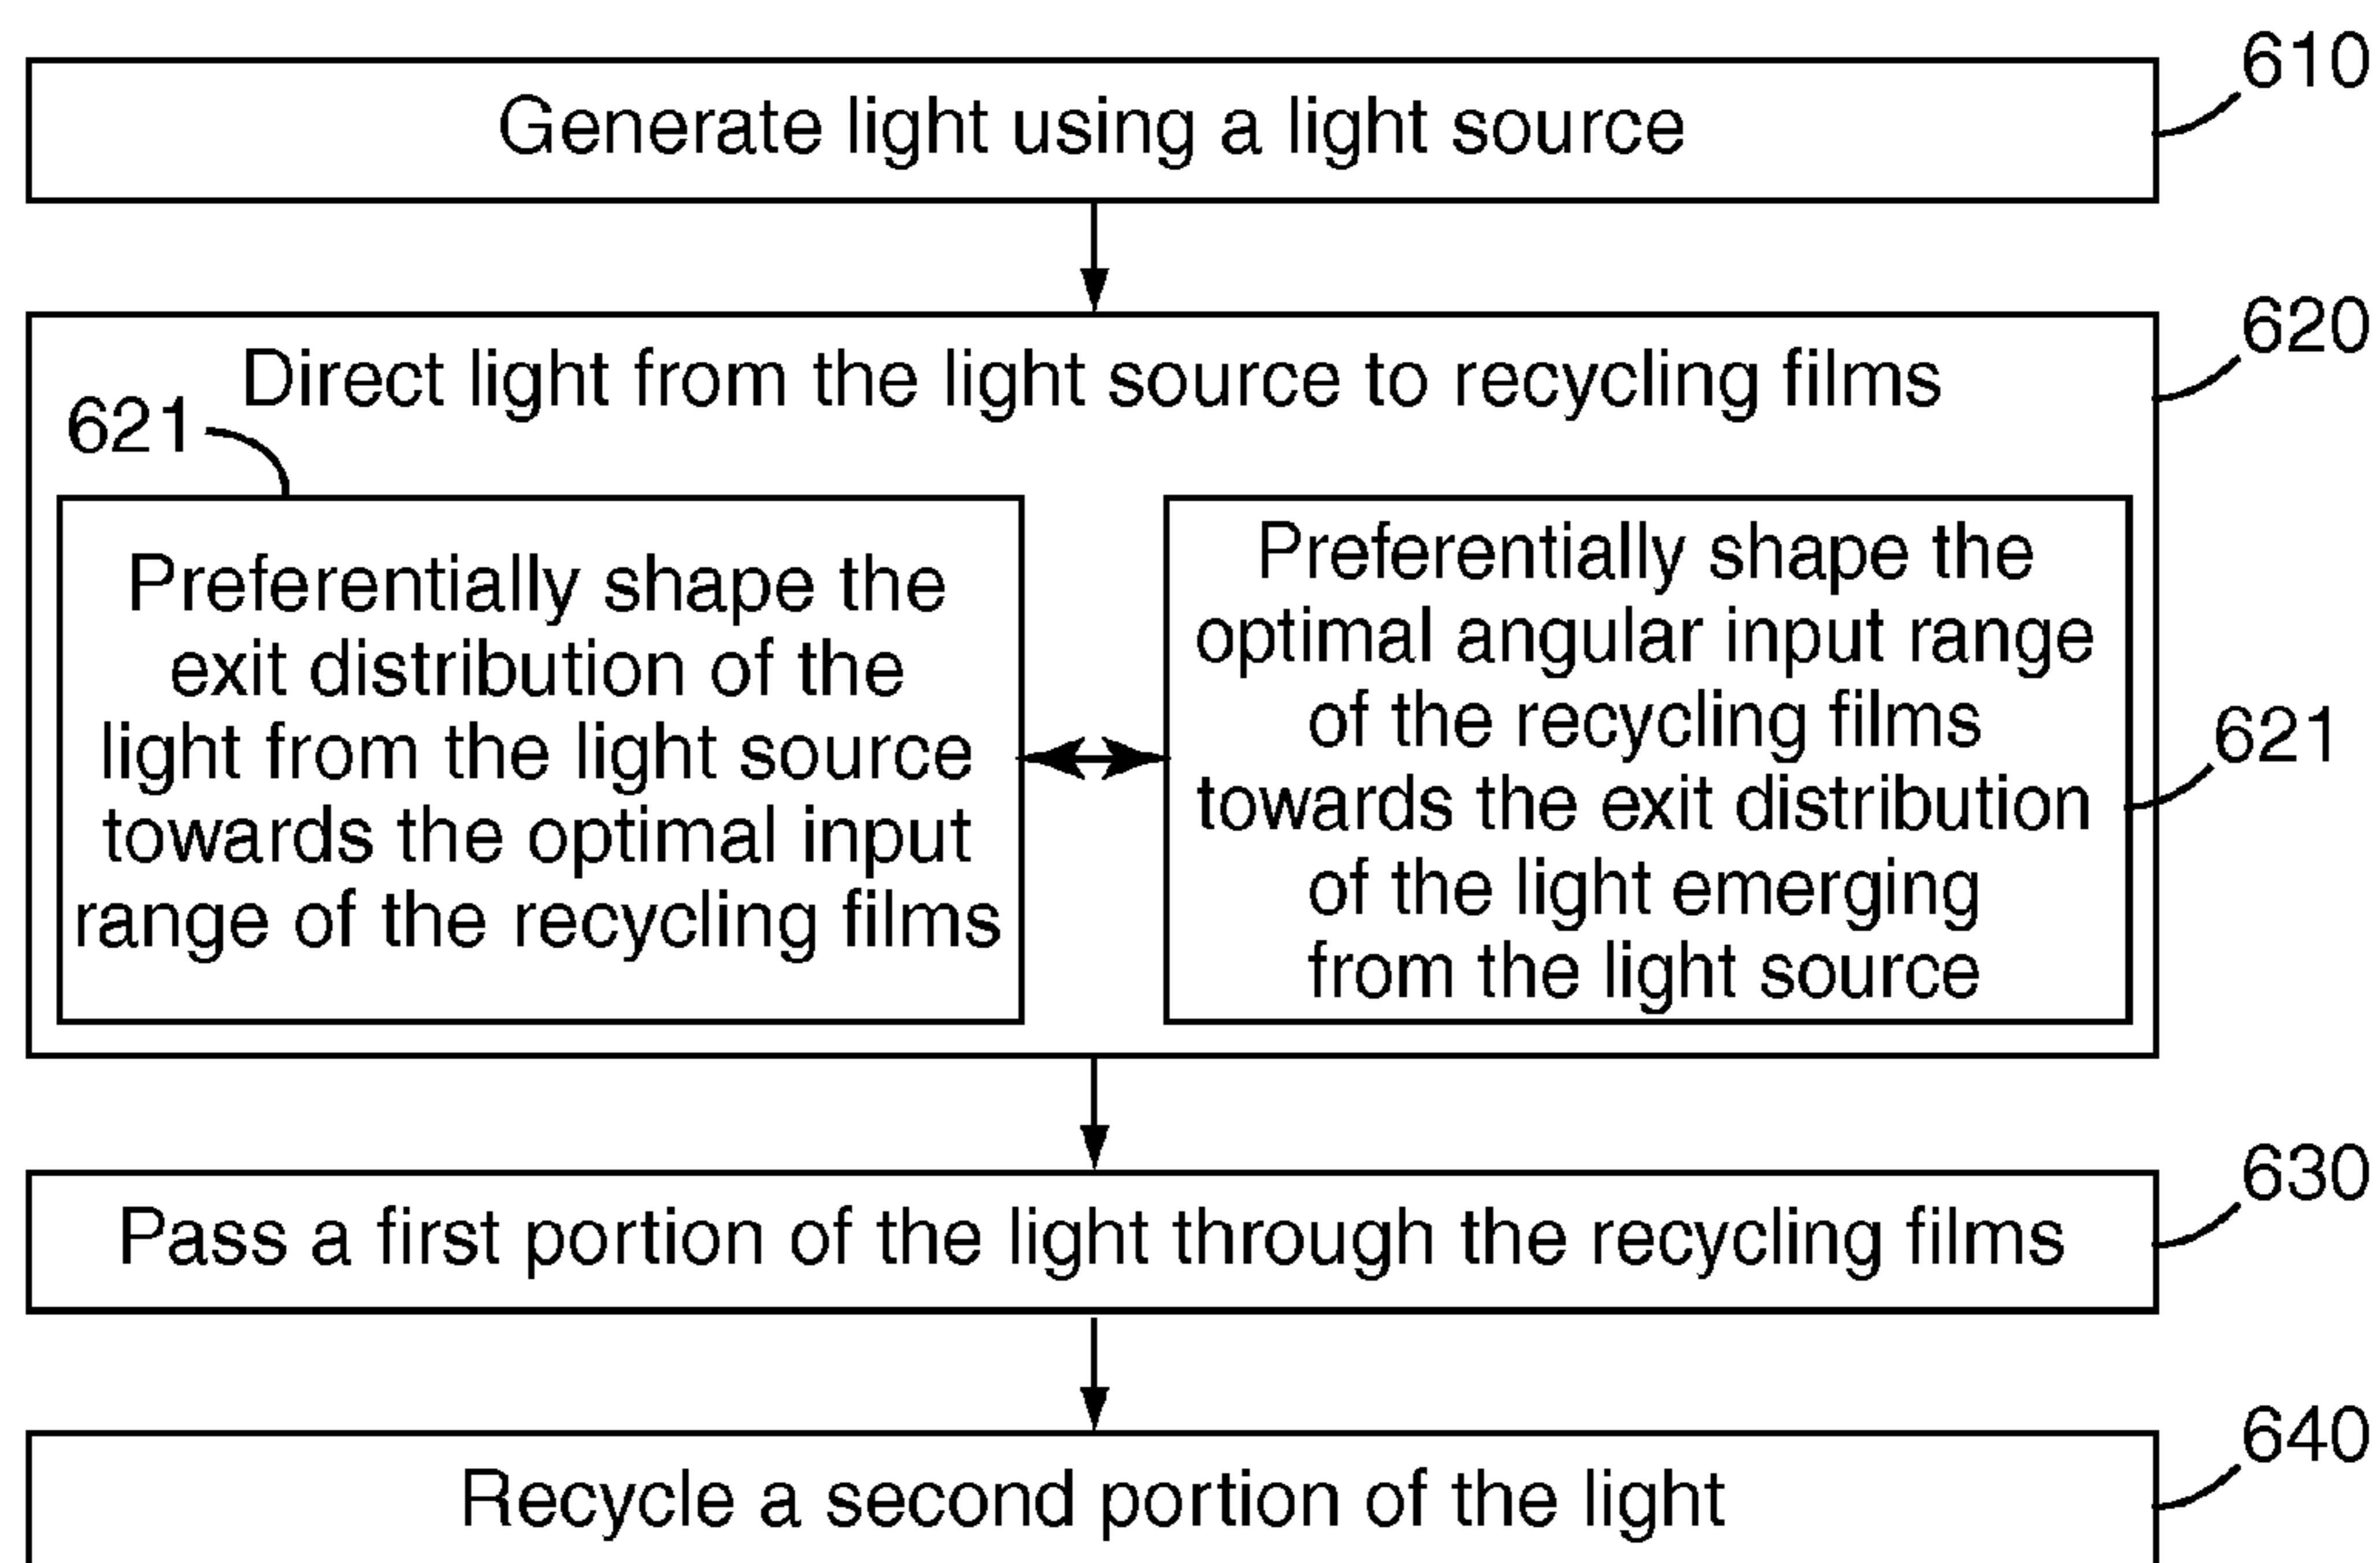 610
Generate light using a light source
620
Direct light from the light source to recycling films
621
Preferentially shape the
exit distribution of the
light from the light source
towards the optimal input
range of the recycling films
Preferentially shape the
optimal angular input range
of the recycling films
towards the exit distribution
of the light emerging
from the light source
621
630
Pass a first portion of the light through the recycling films
640
Recycle a second portion of the light